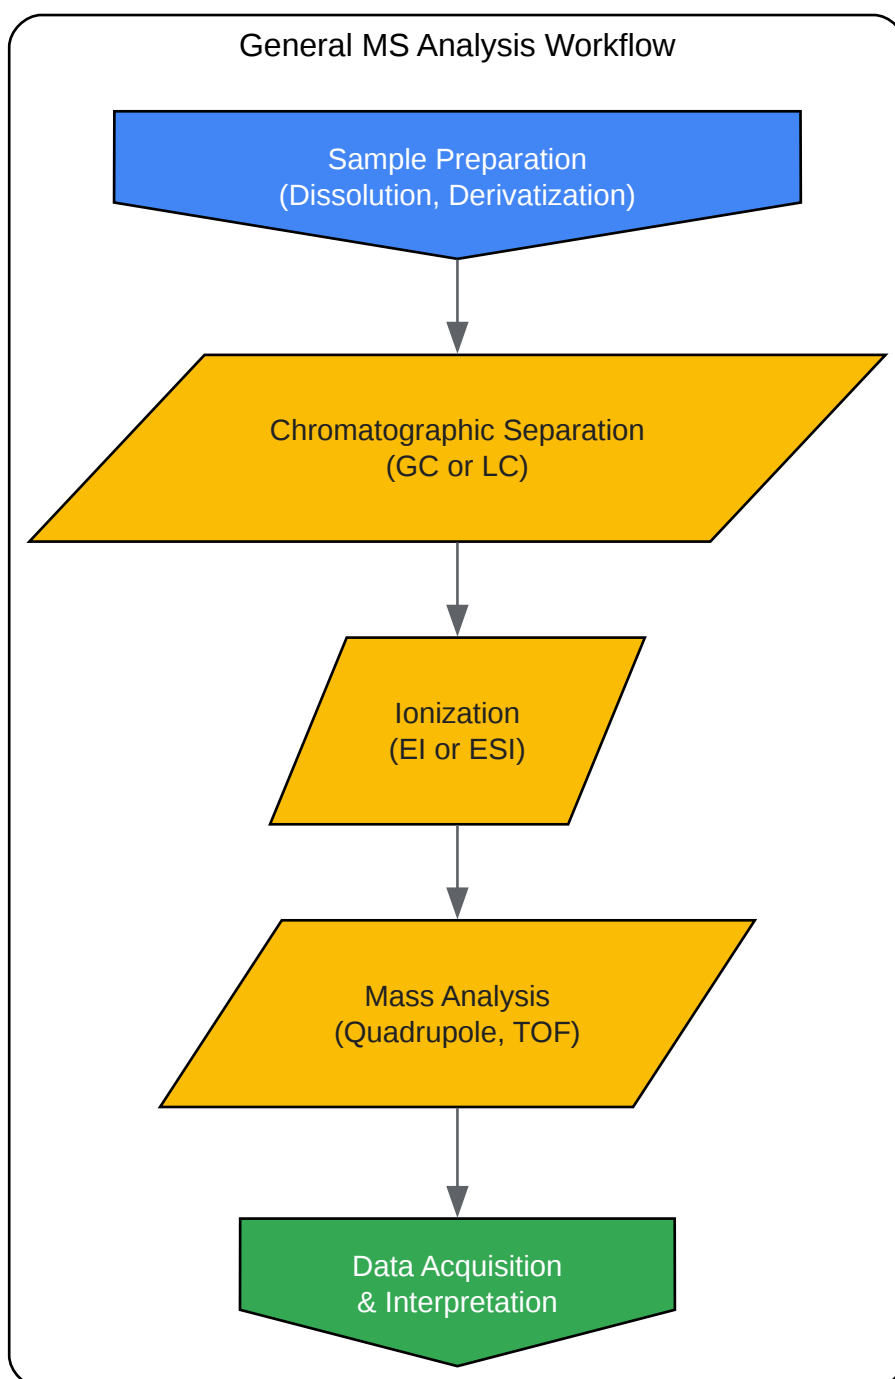 General MS Analysis Workflow
Sample Preparation
(Dissolution, Derivatization)
Chromatographic Separation
(GC or LC)
Ionization
(EI or ESI)
Mass Analysis
(Quadrupole, TOF)
Data Acquisition
& Interpretation